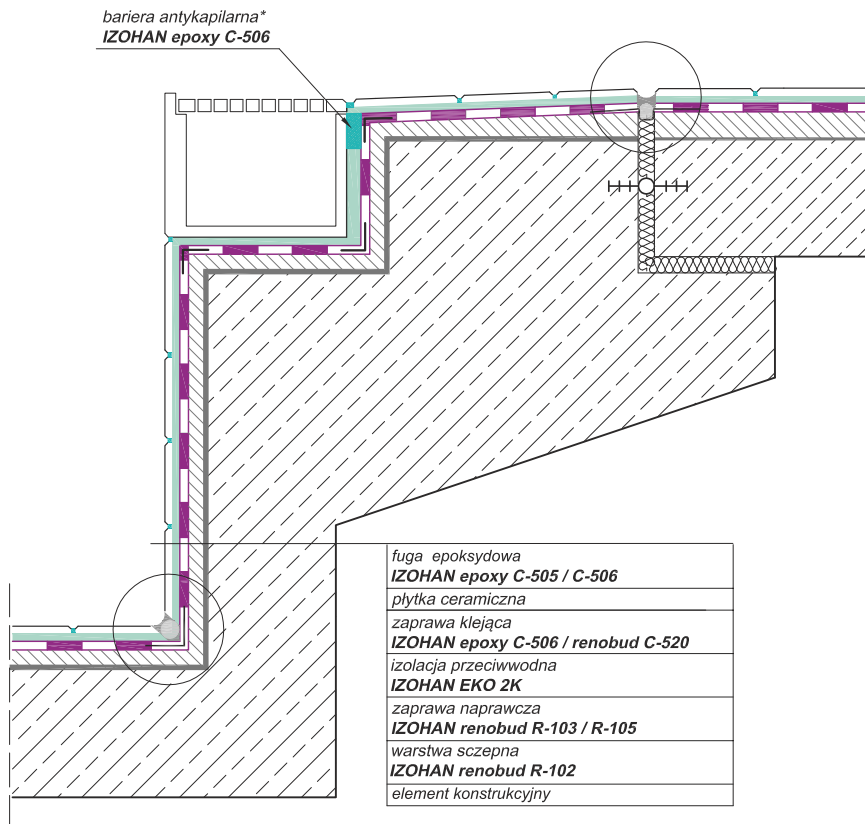 bariera antykapilarna*
IZOHAN epoxy C-506
fuga epoksydowa
IZOHAN epoxy C-505 / C-506
płytka ceramiczna
zaprawa klejąca
IZOHAN epoxy C-506 / renobud C-520
izolacja przeciwwodna
IZOHAN EKO 2K
zaprawa naprawcza
IZOHAN renobud R-103 / R-105
warstwa sczepna
IZOHAN renobud R-102
element konstrukcyjny